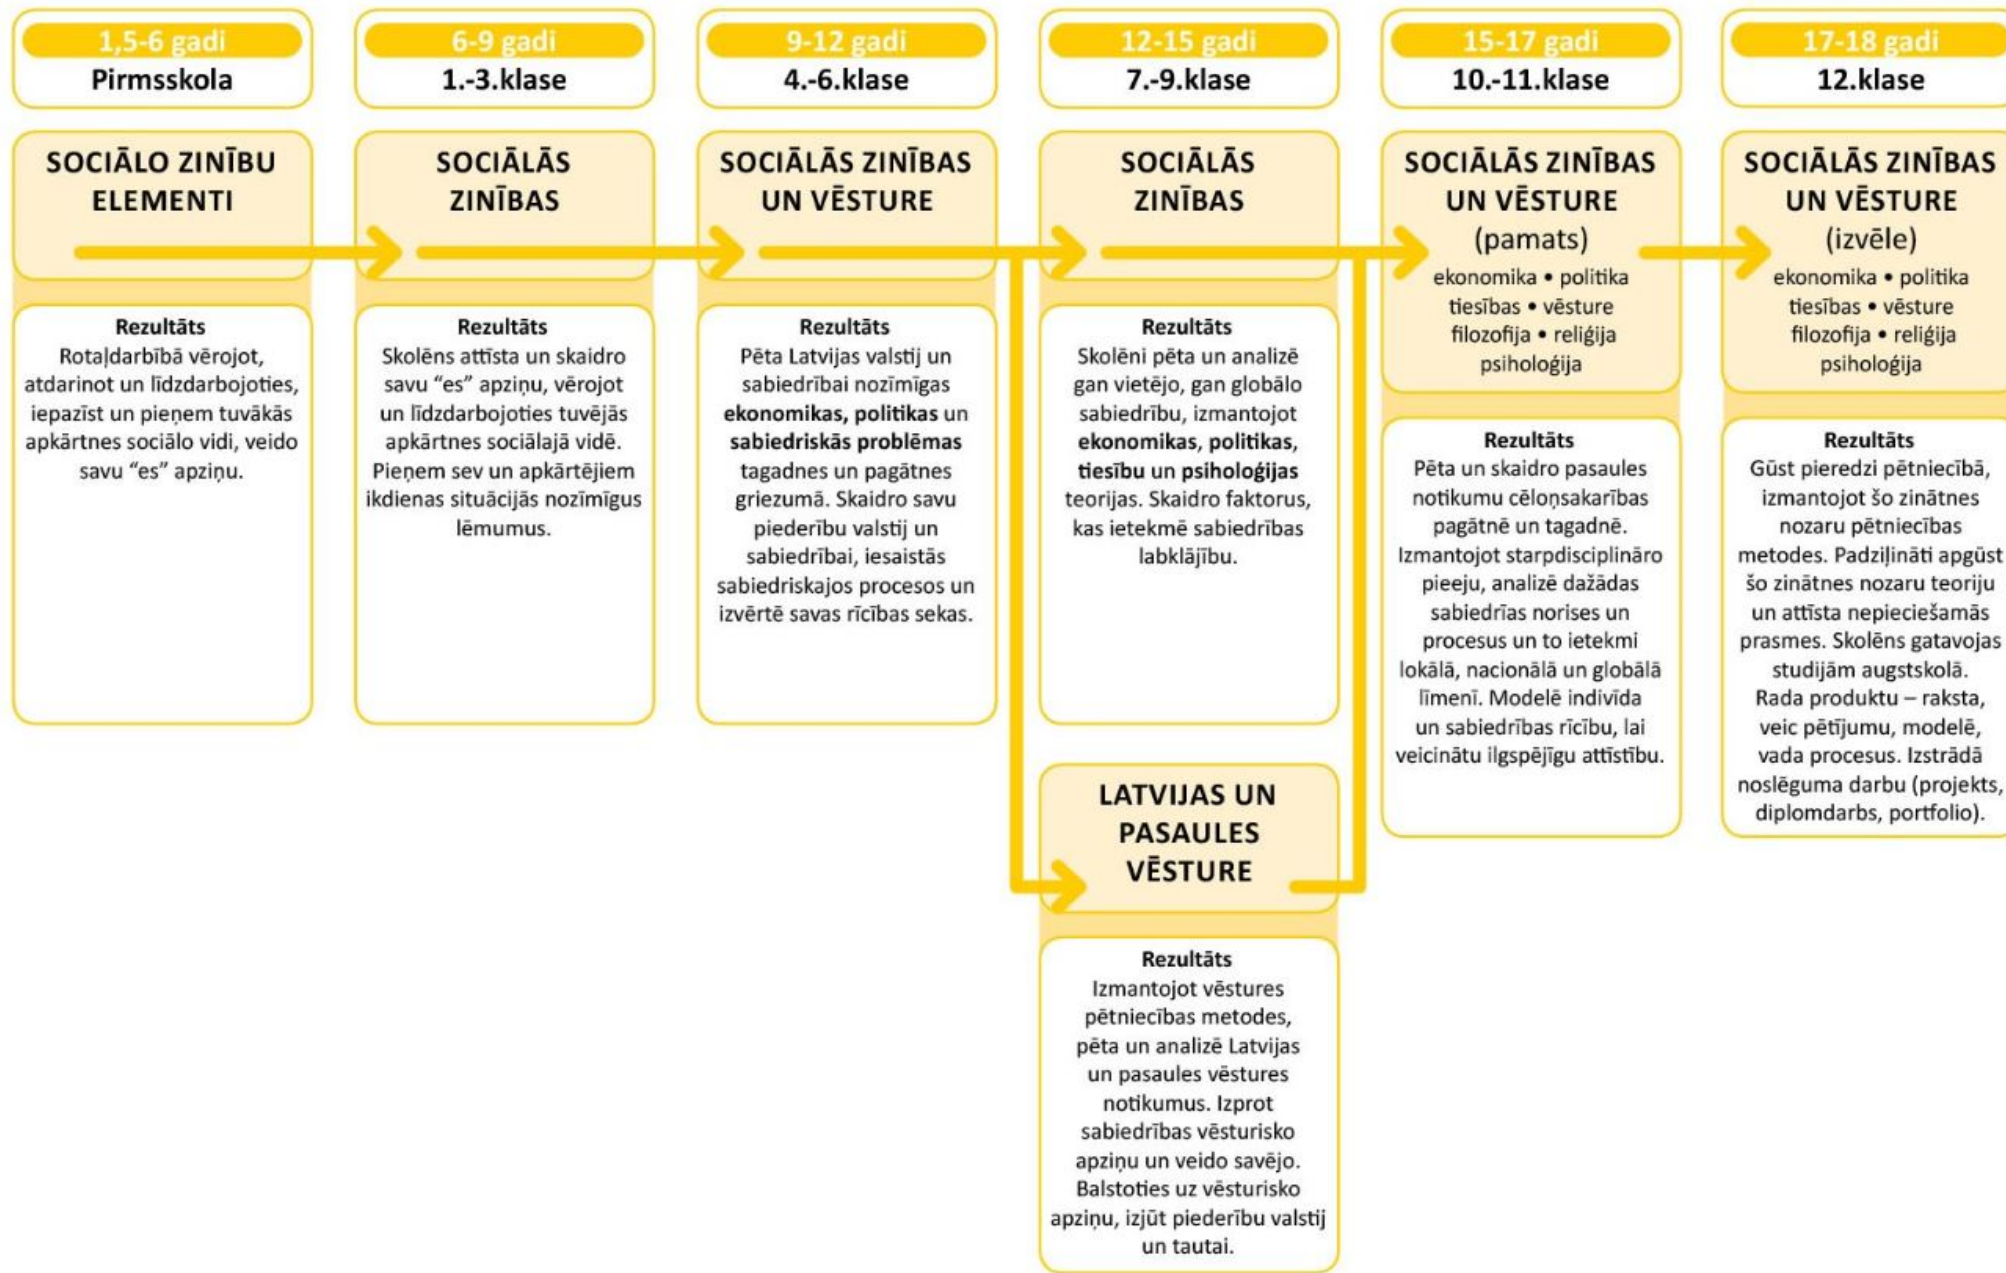 1,5-6 gadi
Pirmsskola
SOCIĀLO ZINĪBU
ELEMENTI
Rezultāts
Rotaļdarbībā vērojot,
atdarinot un līdzdarbojoties,
iepazīst un pieņem tuvākās
apkārtnes sociālo vidi, veido
savu “es” apziņu.
6-9 gadi
1.-3.klase
SOCIĀLĀS
ZINĪBAS
Rezultāts
Skolēns attīsta un skaidro
savu “es” apziņu, vērojot
un līdzdarbojoties tuvējās
apkārtnes sociālajā vidē.
Pieņem sev un apkārtējiem
ikdienas situācijās nozīmīgus
lēmumus.
9-12 gadi
4.-6.klase
SOCIĀLĀS ZINĪBAS
UN VĒSTURE
Rezultāts
Pēta Latvijas valstij un
sabiedrībai nozīmīgas
ekonomikas, politikas un
sabiedriskās problēmas
tagadnes un pagātnes
griezumā. Skaidro savu
piederību valstij un
sabiedrībai, iesaistās
sabiedriskajos procesos un
izvērtē savas rīcības sekas.
12-15 gadi
7.-9.klase
SOCIĀLĀS
ZINĪBAS
Rezultāts
Skolēni pēta un analizē
gan vietējo, gan globālo
sabiedrību, izmantojot
ekonomikas, politikas,
tiesību un psiholoģijas
teorijas. Skaidro faktorus,
kas ietekmē sabiedrības
labklājību.
LATVIJAS UN
PASAULES
VĒSTURE
Rezultāts
Izmantojot vēstures
pētniecības metodes,
pēta un analizē Latvijas
un pasaules vēstures
notikumus. Izprot
sabiedrības vēsturisko
apziņu un veido savējo.
Balstoties uz vēsturisko
apziņu, izjūt piederību valstij
un tautai.
15-17 gadi
10.-11.klase
SOCIĀLĀS ZINĪBAS
UN VĒSTURE
(pamats)
ekonomika • politika
tiesības • vēsture
filozofija • reliģija
psiholoģija
Rezultāts
Pēta un skaidro pasaules
notikumu cēloņsakarības
pagātnē un tagadnē.
Izmantojot starpdisciplināro
pieeju, analizē dažādas
sabiedrīas norises un
procesus un to ietekmi
lokālā, nacionālā un globālā
līmenī. Modelē indivīda
un sabiedrības rīcību, lai
veicinātu ilgspējīgu attīstību.
17-18 gadi
12.klase
SOCIĀLĀS ZINĪBAS
UN VĒSTURE
(izvēle)
ekonomika • politika
tiesības • vēsture
filozofija • reliģija
psiholoģija
Rezultāts
Gūst pieredzi pētniecībā,
izmantojot šo zinātnes
nozaru pētniecības
metodes. Padziļināti apgūst
šo zinātnes nozaru teoriju
un attīsta nepieciešamās
prasmes. Skolēns gatavojas
studijām augstskolā.
Rada produktu – raksta,
veic pētījumu, modelē,
vada procesus. Izstrādā
noslēguma darbu (projekts,
diplomdarbs, portfolio).